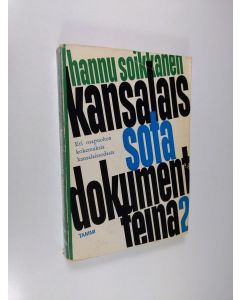 hannu soikkanen
kansalais
Eri osapuolten
kokemuksia
kansalaissodasta
sota
dokument
teina 2
TAMMI